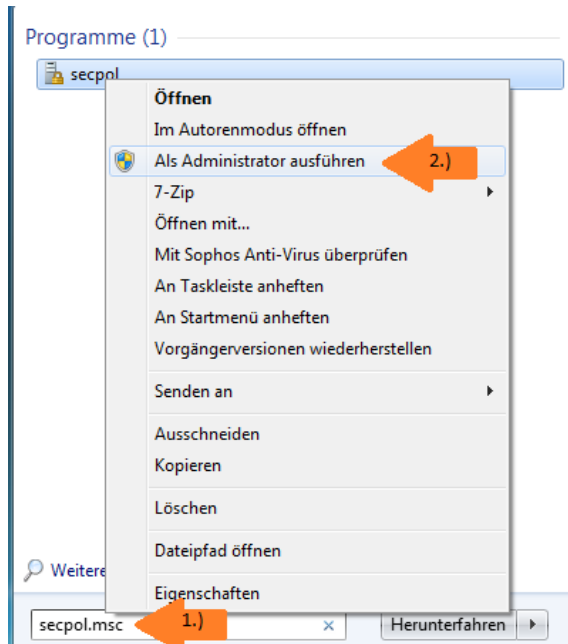 Programme (1)
secpol
Öffnen
Im Autorenmodus öffnen
Als Administrator ausführen
2.)
7-Zip
Öffnen mit...
Mit Sophos Anti-Virus überprüfen
An Taskleiste anheften
An Startmenü anheften
Vorgängerversionen wiederherstellen
Senden an
Ausschneiden
Kopieren
Löschen
Dateipfad öffnen
Weitere
Eigenschaften
secpol.msc
1.)
Herunterfahren